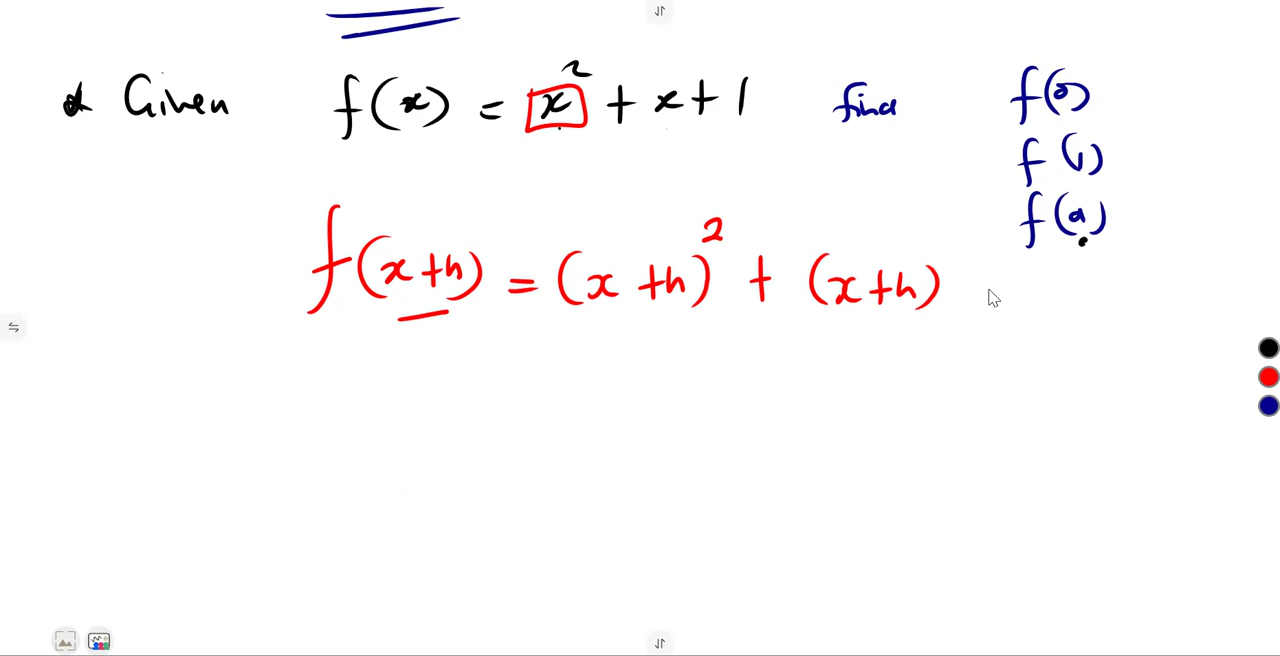 Given f(x) = x² + x + 1 find f(0)
f(1)
f(a)
f(x+h) = (x+h)² + (x+h)